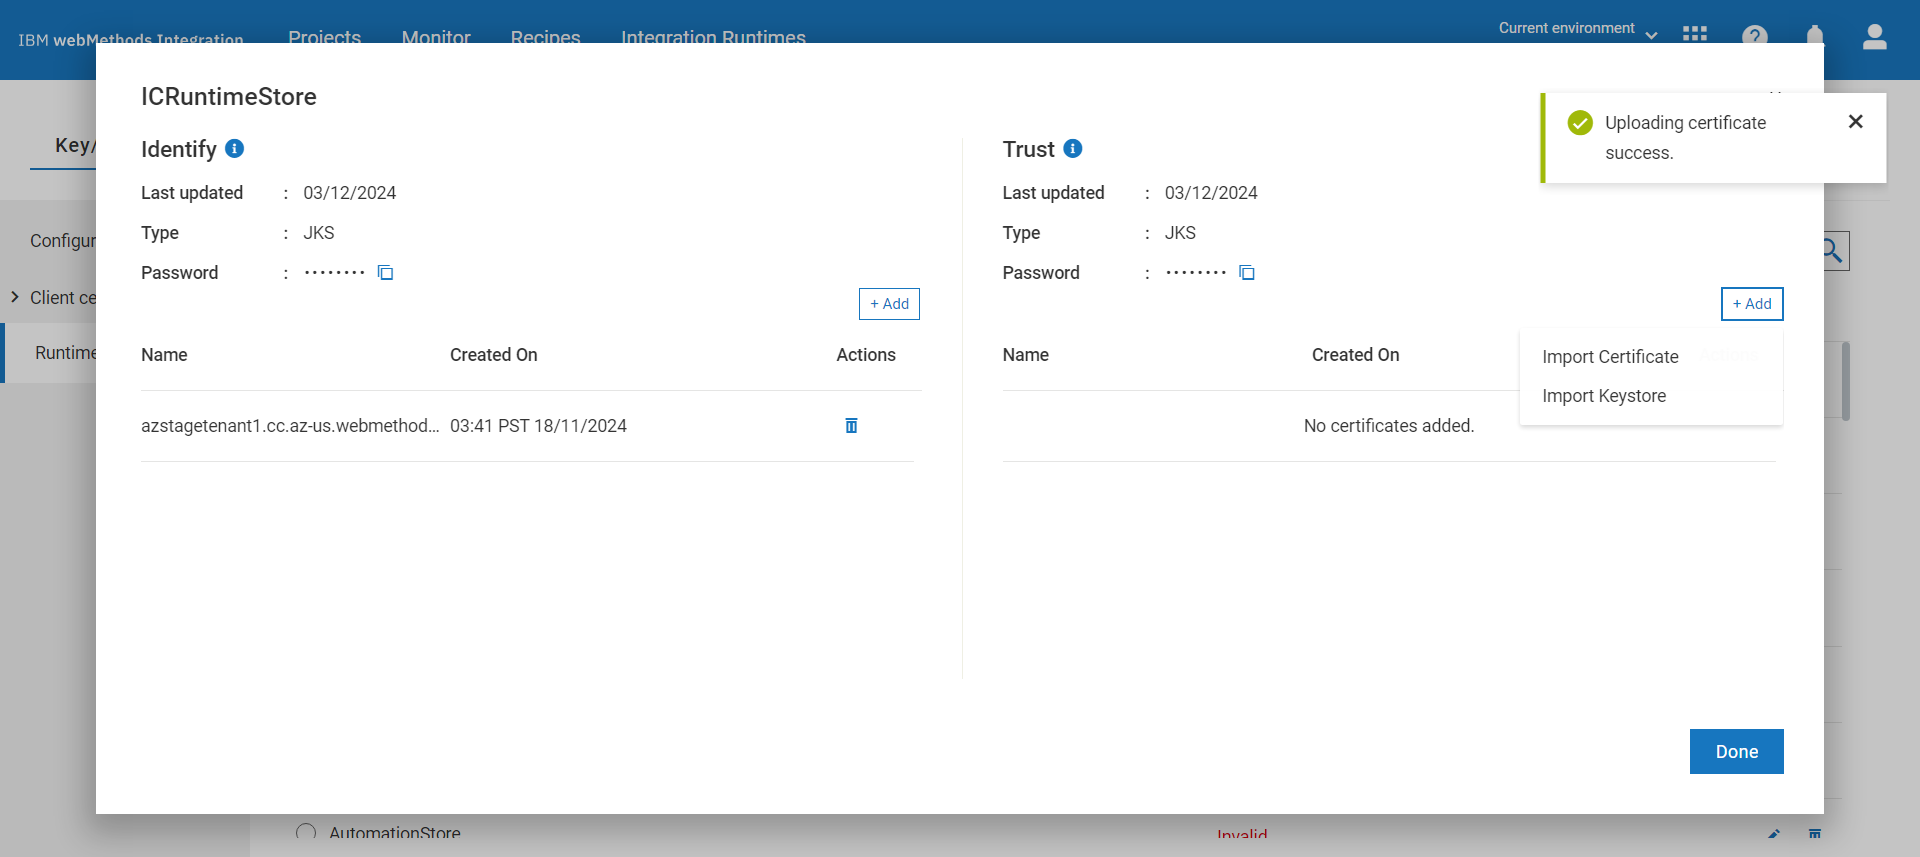 IBM webMethods Integration
Projects
Monitor
Recipes
Integration Runtimes
Current environment
ICRuntimeStore
Uploading certificate
success.
Key/
Configur
Client ce
Runtime
Identify
Last updated : 03/12/2024
Type : JKS
Password : ••••••••
+ Add
Name Created On Actions
azstagetenant1.cc.az-us.webmethod... 03:41 PST 18/11/2024
Trust
Last updated : 03/12/2024
Type : JKS
Password : ••••••••
+ Add
Import Certificate
Import Keystore
Name Created On
No certificates added.
Done
AutomationStore
Invalid